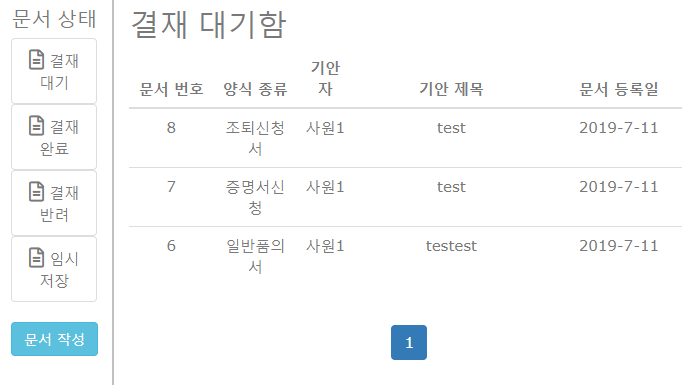 문서 상태
결재
대기
결재
완료
결재
반려
임시
저장
문서 작성
결재 대기함
문서 번호 양식 종류 기안
자 기안 제목 문서 등록일
8 조퇴신청
서 사원1 test 2019-7-11
7 증명서신
청 사원1 test 2019-7-11
6 일반품의
서 사원1 testest 2019-7-11
1